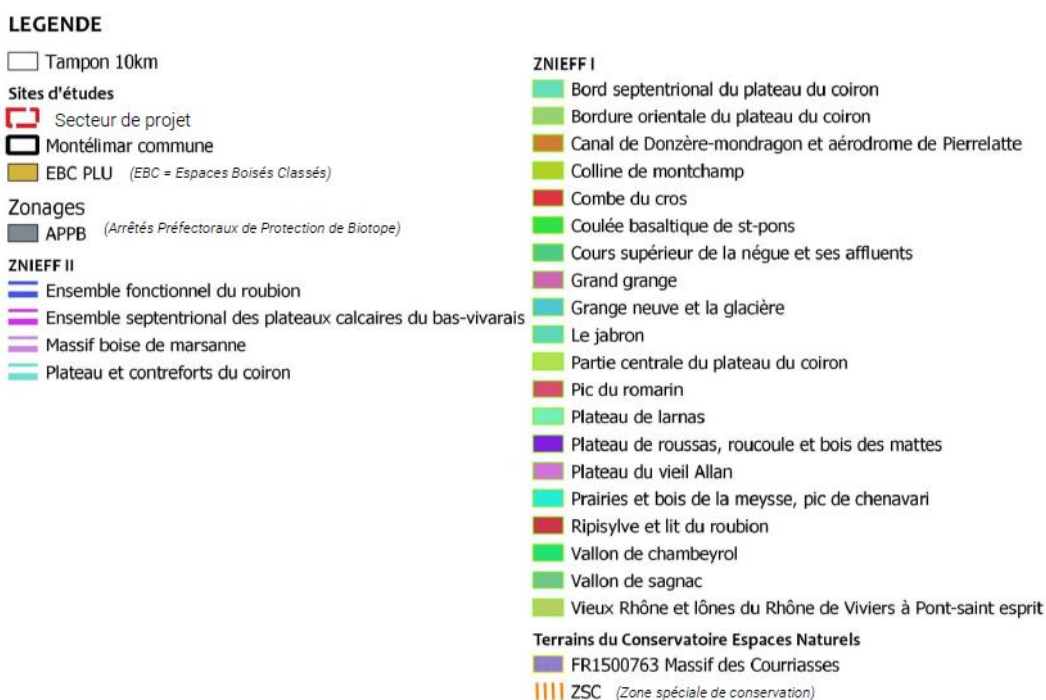 LEGENDE
Tampon 10km
Sites d'études
Secteur de projet
Montélimar commune
EBC PLU (EBC = Espaces Boisés Classés)
Zonages
APPB (Arrêtés Préfectoraux de Protection de Biotope)
ZNIEFF II
Ensemble fonctionnel du roubion
Ensemble septentrional des plateaux calcaires du bas-vivarais
Massif boise de marsanne
Plateau et contreforts du coiron
ZNIEFF I
Bord septentrional du plateau du coiron
Bordure orientale du plateau du coiron
Canal de Donzère-mondragon et aérodrome de Pierrelatte
Colline de montchamp
Combe du cros
Coulée basaltique de st-pons
Cours supérieur de la négue et ses affluents
Grand grange
Grange neuve et la glacière
Le jabron
Partie centrale du plateau du coiron
Pic du romarin
Plateau de larnas
Plateau de roussas, roucoule et bois des mattes
Plateau du vieil Allan
Prairies et bois de la meysse, pic de chenavari
Ripisylve et lit du roubion
Vallon de chambeyrol
Vallon de sagnac
Vieux Rhône et lônes du Rhône de Viviers à Pont-saint esprit
Terrains du Conservatoire Espaces Naturels
FR1500763 Massif des Courriasses
ZSC (Zone spéciale de conservation)